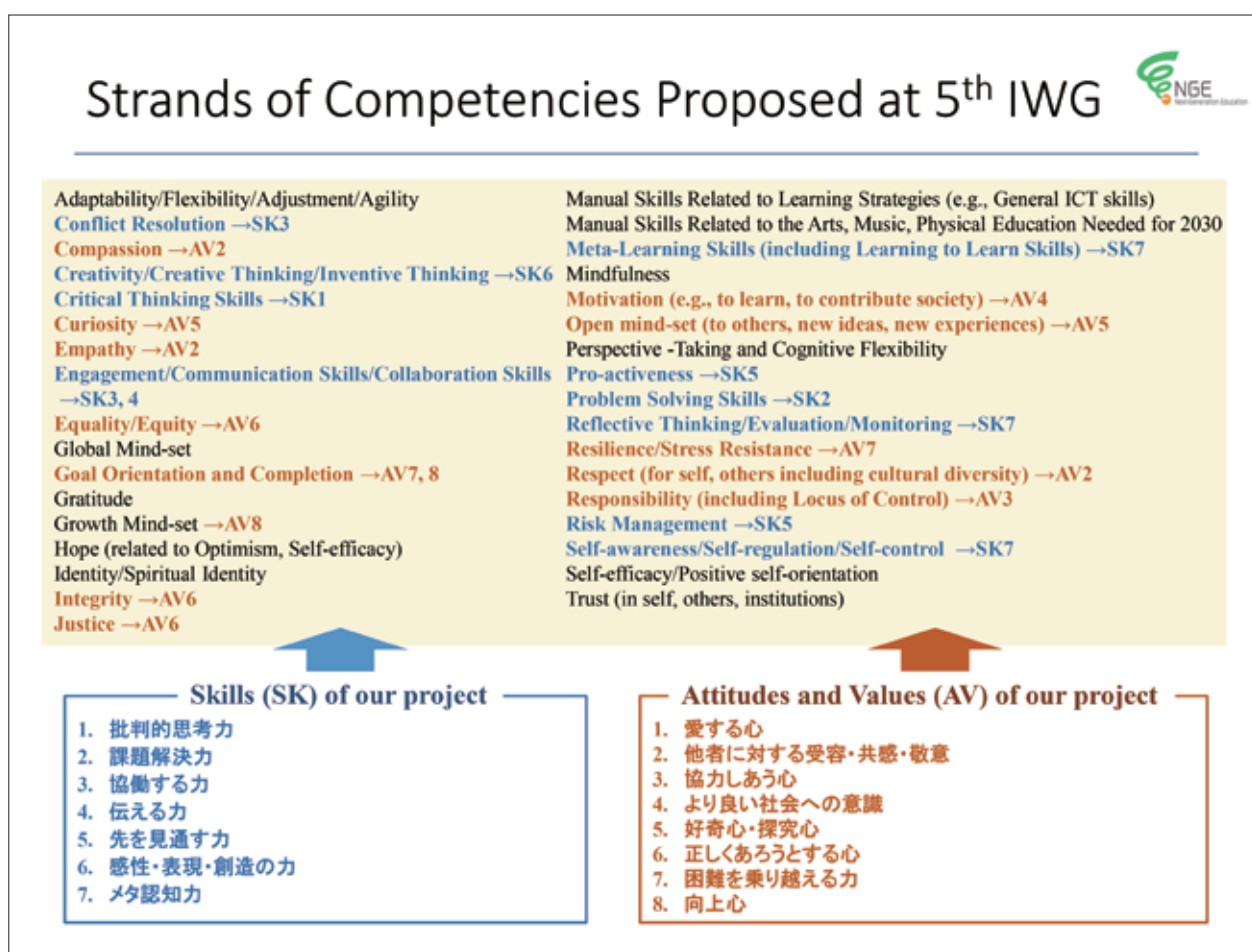 Strands of Competencies Proposed at 5th IWG
NGE
Next Generation Education
Adaptability/Flexibility/Adjustment/Agility
Conflict Resolution →SK3
Compassion →AV2
Creativity/Creative Thinking/Inventive Thinking →SK6
Critical Thinking Skills →SK1
Curiosity →AV5
Empathy →AV2
Engagement/Communication Skills/Collaboration Skills
→SK3, 4
Equality/Equity →AV6
Global Mind-set
Goal Orientation and Completion →AV7, 8
Gratitude
Growth Mind-set →AV8
Hope (related to Optimism, Self-efficacy)
Identity/Spiritual Identity
Integrity →AV6
Justice →AV6
Manual Skills Related to Learning Strategies (e.g., General ICT skills)
Manual Skills Related to the Arts, Music, Physical Education Needed for 2030
Meta-Learning Skills (including Learning to Learn Skills) →SK7
Mindfulness
Motivation (e.g., to learn, to contribute society) →AV4
Open mind-set (to others, new ideas, new experiences) →AV5
Perspective -Taking and Cognitive Flexibility
Pro-activeness →SK5
Problem Solving Skills →SK2
Reflective Thinking/Evaluation/Monitoring →SK7
Resilience/Stress Resistance →AV7
Respect (for self, others including cultural diversity) →AV2
Responsibility (including Locus of Control) →AV3
Risk Management →SK5
Self-awareness/Self-regulation/Self-control →SK7
Self-efficacy/Positive self-orientation
Trust (in self, others, institutions)
Skills (SK) of our project
1. 批判的思考力
2. 課題解決力
3. 協働する力
4. 伝える力
5. 先を見通す力
6. 感性・表現・創造の力
7. メタ認知力
Attitudes and Values (AV) of our project
1. 愛する心
2. 他者に対する受容・共感・敬意
3. 協力しあう心
4. より良い社会への意識
5. 好奇心・探究心
6. 正しくあろうとする心
7. 困難を乗り越える力
8. 向上心